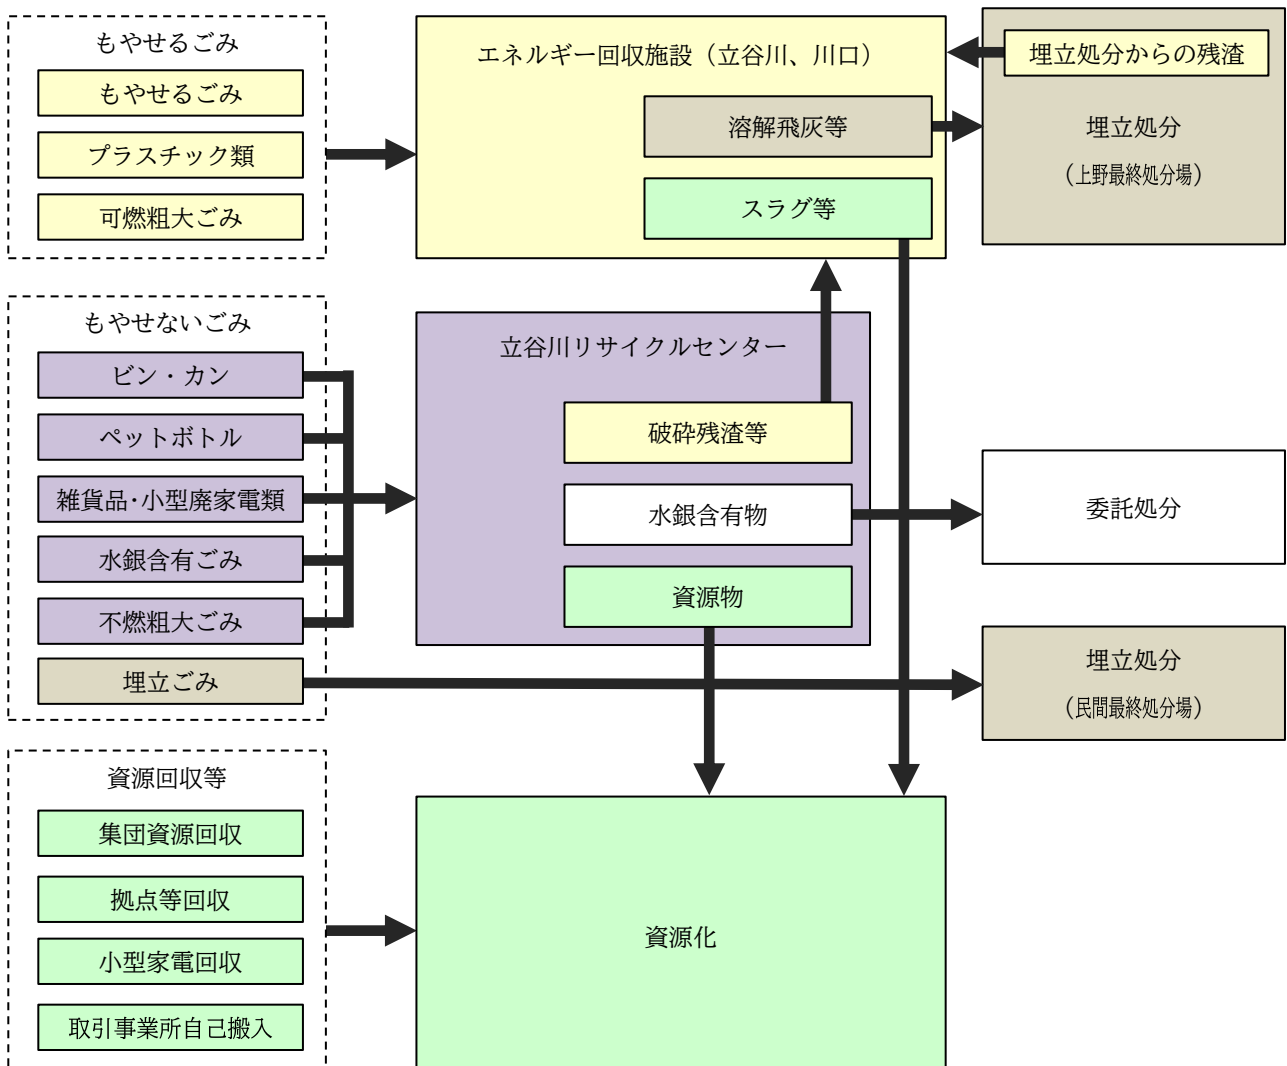 もやせるごみ
もやせるごみ
プラスチック類
可燃粗大ごみ
エネルギー回収施設（立谷川、川口）
溶解飛灰等
スラグ等
埋立処分からの残渣
埋立処分
（上野最終処分場）
もやせないごみ
ビン・カン
ペットボトル
雑貨品・小型廃家電類
水銀含有ごみ
不燃粗大ごみ
埋立ごみ
立谷川リサイクルセンター
破砕残渣等
水銀含有物
資源物
委託処分
埋立処分
（民間最終処分場）
資源回収等
集団資源回収
拠点等回収
小型家電回収
取引事業所自己搬入
資源化